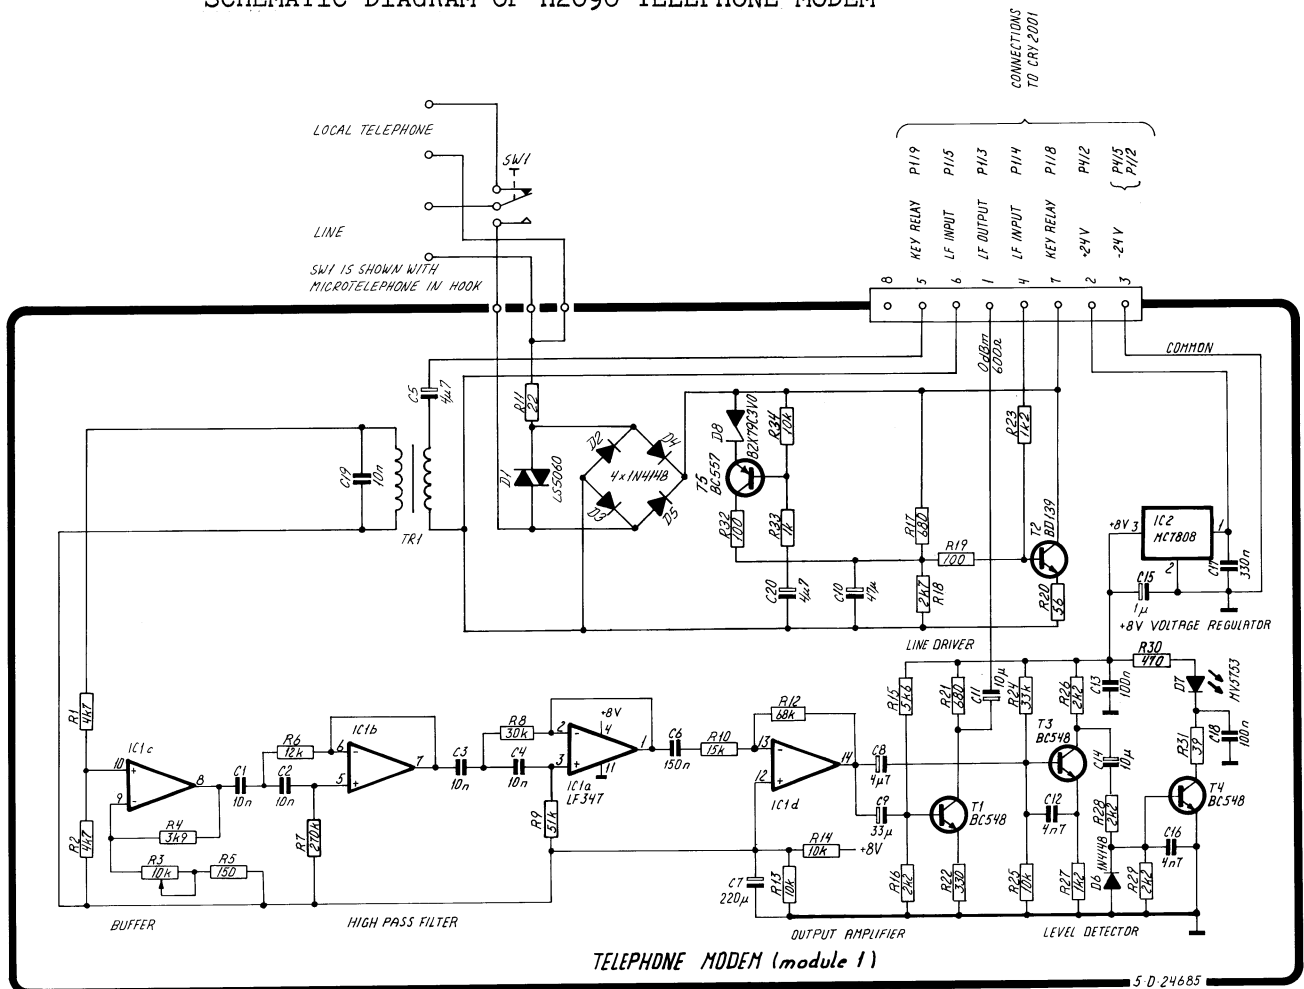 SCHEMATIC DIAGRAM OF H2090 TELEPHONE MODEM
CONNECTIONS
TO CRY2001
LOCAL TELEPHONE
SW1
LINE
SW1 IS SHOWN WITH
MICROTELEPHONE IN HOOK
KEY RELAY P1/9
LF INPUT P1/5
LF OUTPUT P1/3
LF INPUT P1/4
KEY RELAY P1/8
+24V P4/2
-24V { P4/5
P1/2
8 5 6 1 4 7 2 3
0dBm
600Ω
COMMON
C5
4µ7
R11
22
C19
10n
TR1
D1
LS5060
D2
D4
4x1N4148
D3
D5
D8
BZX79C3V0
R34
10k
T5
BC557
R32
100
R33
1k
C20
4µ7
C10
47µ
R17
680
R19
100
R18
2k7
R23
1k2
T2
BD139
R20
56
LINE DRIVER
+8V 3
IC2
MC7808
1
2
C15
1µ
C17
330n
+8V VOLTAGE REGULATOR
R1
4k7
R2
4k7
IC1c
10
9
8
R4
3k9
R3
10k
R5
150
BUFFER
C1
10n
C2
10n
R6
12k
R7
270k
IC1b
6
5
7
HIGH PASS FILTER
C3
10n
C4
10n
R8
30k
R9
51k
+8V
4
2
3
1
11
IC1a
LF347
C6
150n
R10
15k
R12
68k
13
12
14
IC1d
C7
220µ
R13
10k
R14
10k
+8V
C8
4µ7
C9
33µ
OUTPUT AMPLIFIER
R15
5k6
R16
2k2
R21
680
C11
10µ
T1
BC548
R22
330
R24
33k
R25
10k
R26
2k2
T3
BC548
C12
4n7
R27
1k2
C13
100n
C14
10µ
R28
2k2
D6 1N4148
R29
2k2
C16
4n7
LEVEL DETECTOR
R30
470
D7
MV5753
R31
39
C18
100n
T4
BC548
TELEPHONE MODEM (module 1)
5-D-24685